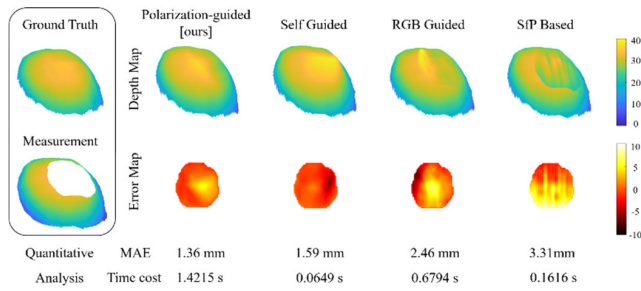 Ground Truth
Polarization-guided
[ours]
Self Guided
RGB Guided
SfP Based
Depth Map
40
30
20
10
0
Measurement
Error Map
10
5
0
-5
-10
Quantitative MAE 1.36 mm 1.59 mm 2.46 mm 3.31mm
Analysis Time cost 1.4215 s 0.0649 s 0.6794 s 0.1616 s